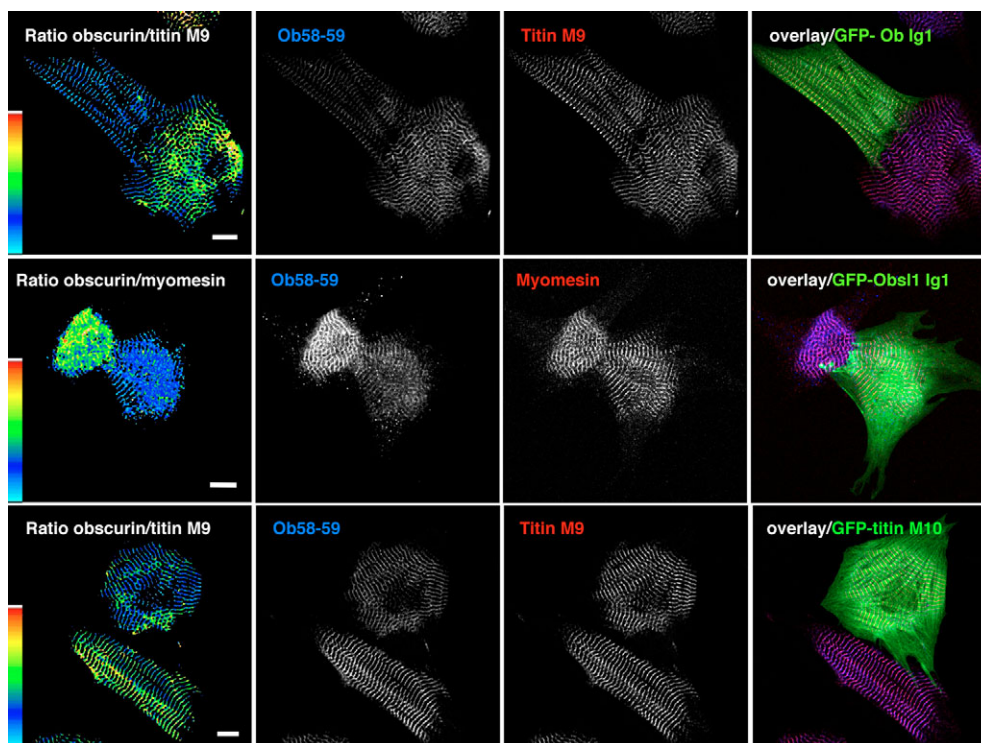 Ratio obscurin/titin M9
Ob58-59
Titin M9
overlay/GFP- Ob Ig1
Ratio obscurin/myomesin
Ob58-59
Myomesin
overlay/GFP-Obsl1 Ig1
Ratio obscurin/titin M9
Ob58-59
Titin M9
overlay/GFP-titin M10